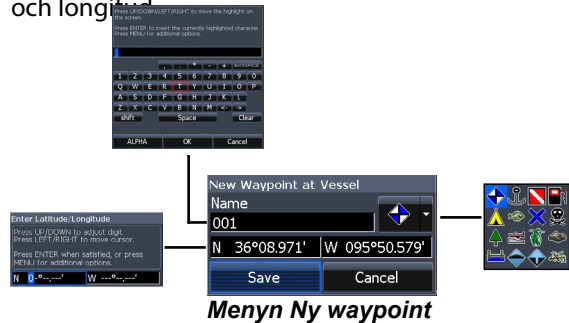 och longitud
Press UP/DOWN/LEFT/RIGHT to move the highlight on
the screen.
Press ENTER to insert the currently highlighted character.
Press MENU for additional options.
, . * - + BACKSPACE
1 2 3 4 5 6 7 8 9 0
Q W E R T Y U I O P
A S D F G H J K L
Z X C V B N M <- ->
shift Space Clear
ALPHA OK Cancel
New Waypoint at Vessel
Name
001
N 36°08.971' W 095°50.579'
Save Cancel
Enter Latitude/Longitude
Press UP/DOWN to adjust digit.
Press LEFT/RIGHT to move cursor.
Press ENTER when satisfied, or press
MENU for additional options.
N 0-°--.---' W ---°--.---'
Menyn Ny waypoint